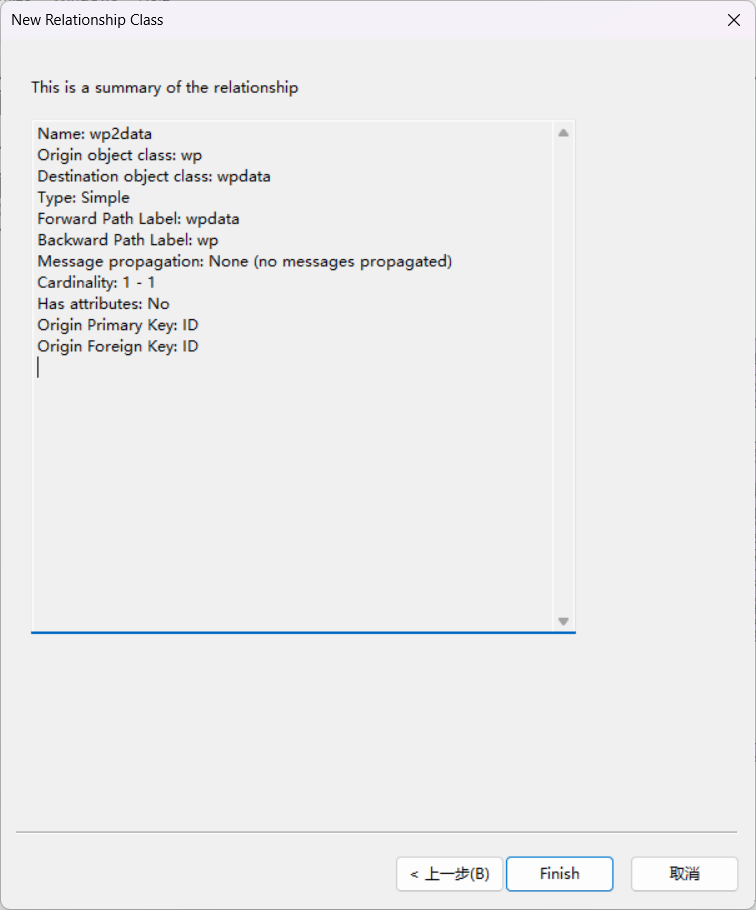 New Relationship Class
This is a summary of the relationship
Name: wp2data
Origin object class: wp
Destination object class: wpdata
Type: Simple
Forward Path Label: wpdata
Backward Path Label: wp
Message propagation: None (no messages propagated)
Cardinality: 1 - 1
Has attributes: No
Origin Primary Key: ID
Origin Foreign Key: ID
< 上一步(B)
Finish
取消